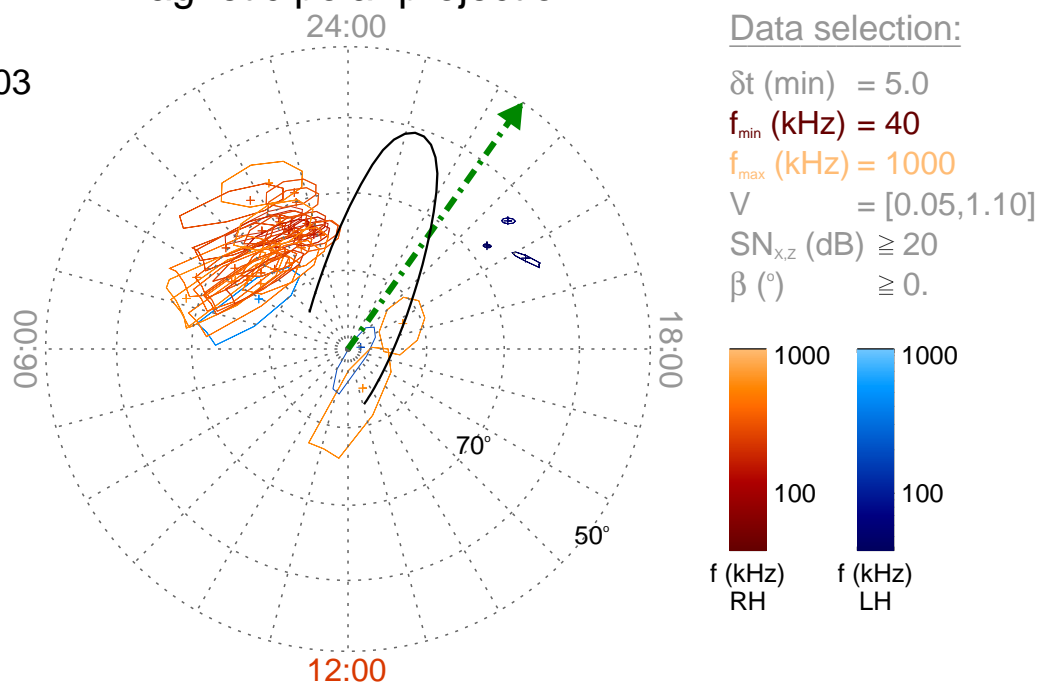 24:00
03
06:00
18:00
70°
50°
12:00
Data selection:
δt (min) = 5.0
fmin (kHz) = 40
fmax (kHz) = 1000
V = [0.05,1.10]
SNx,z (dB) ≧ 20
β (°) ≧ 0.
1000 1000
100 100
f (kHz) f (kHz)
RH LH